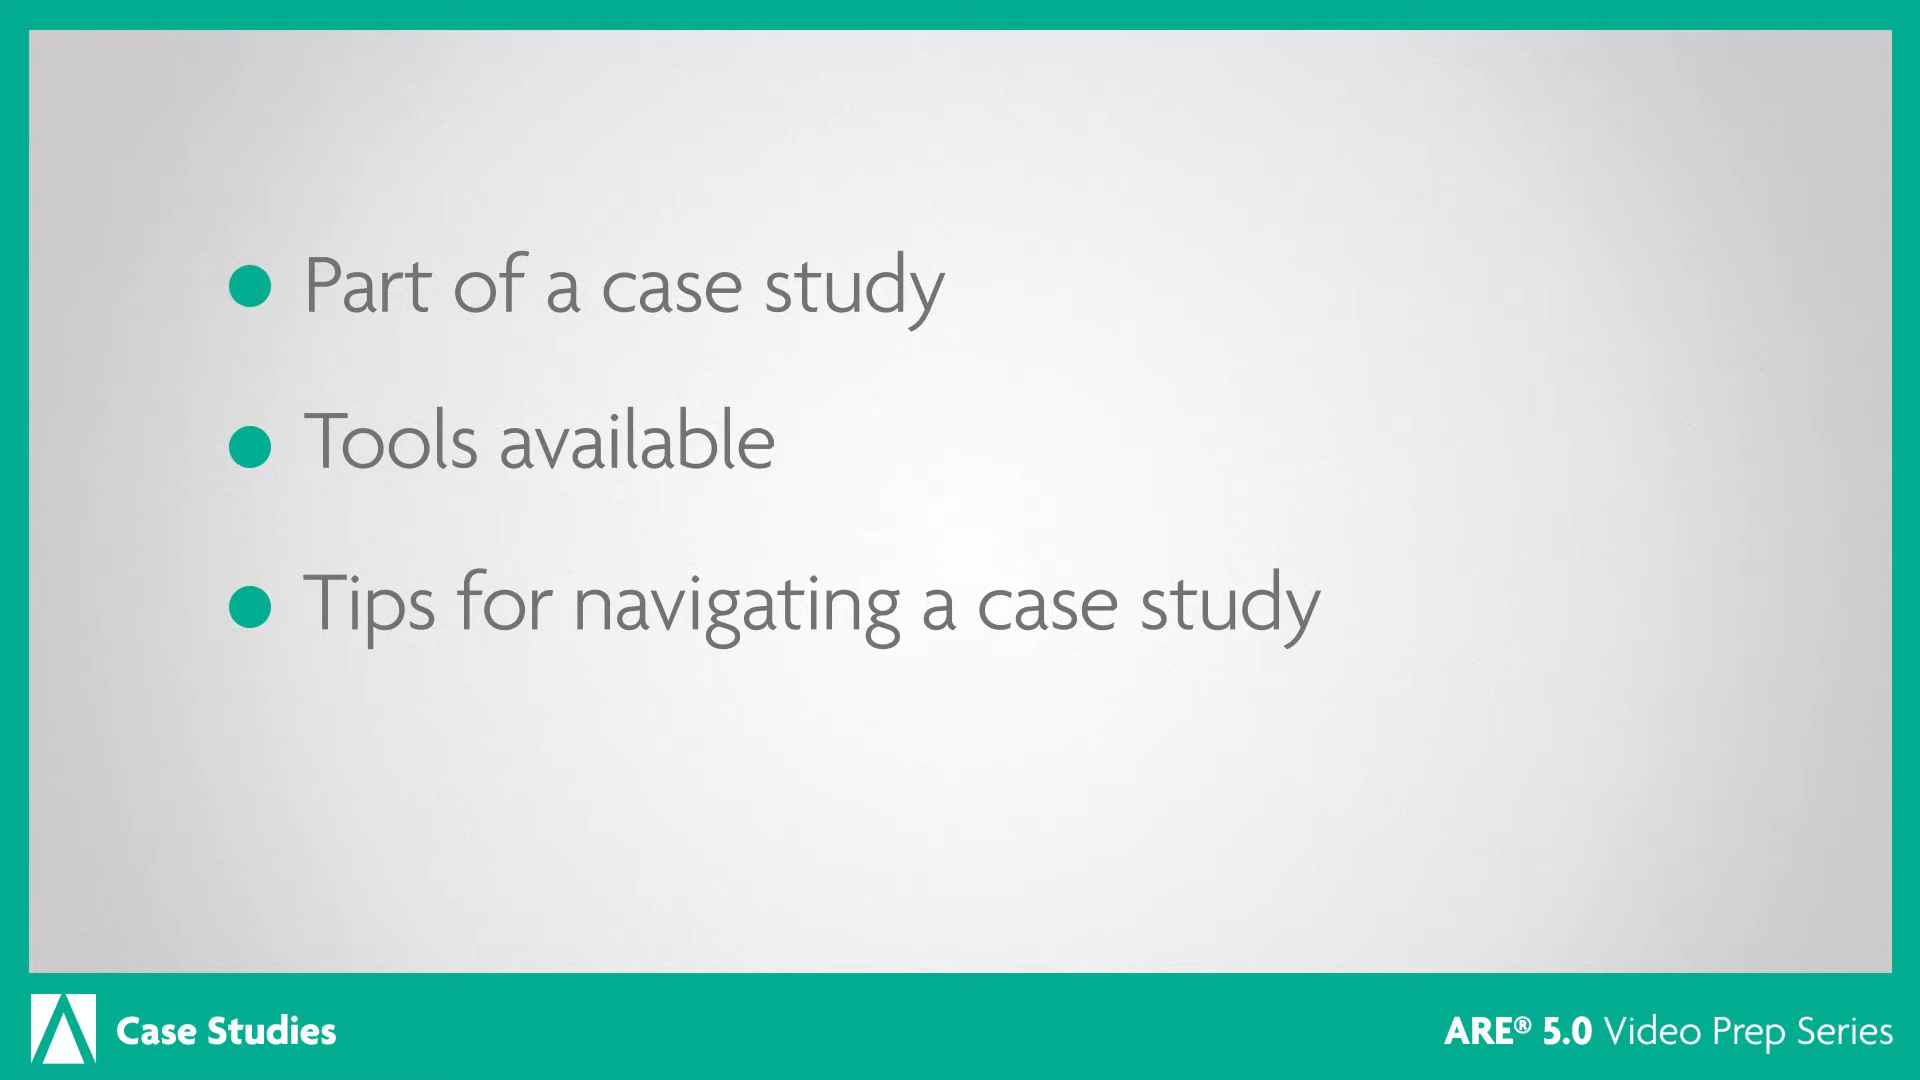 Part of a case study
Tools available
Tips for navigating a case study
Case Studies
ARE® 5.0 Video Prep Series